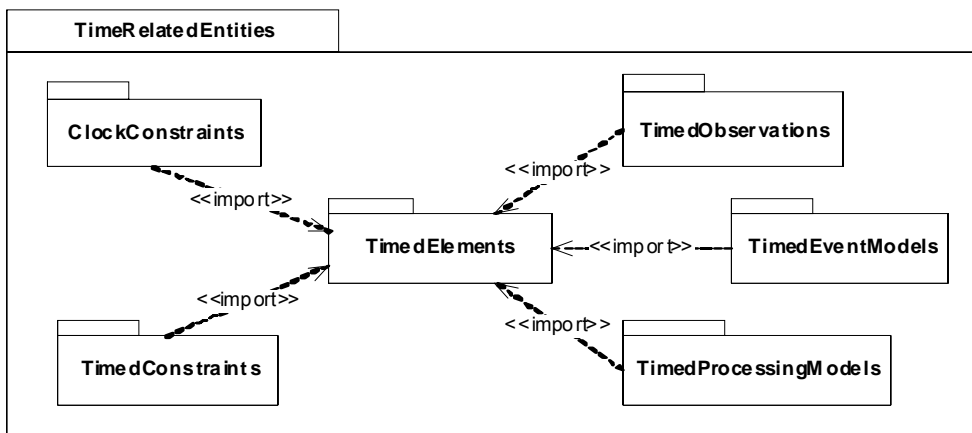 TimeRelatedEntities
ClockConstraints
TimedObservations
<<import>>
<<import>>
TimedElements
<<import>>
TimedEventModels
<<import>>
<<import>>
TimedConstraints
TimedProcessingModels